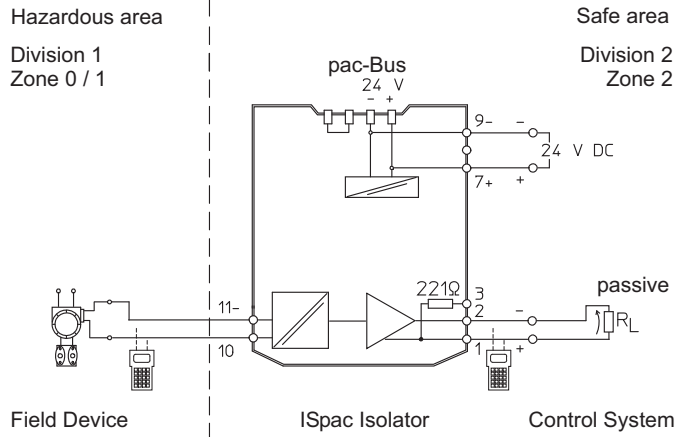 Hazardous area
Safe area
Division 1
Zone 0 / 1
Division 2
Zone 2
pac-Bus
24 V
- +
9- -
24 V DC
7+ +
221Ω
3
passive
11-
2 -
RL
10
1 +
Field Device
ISpac Isolator
Control System